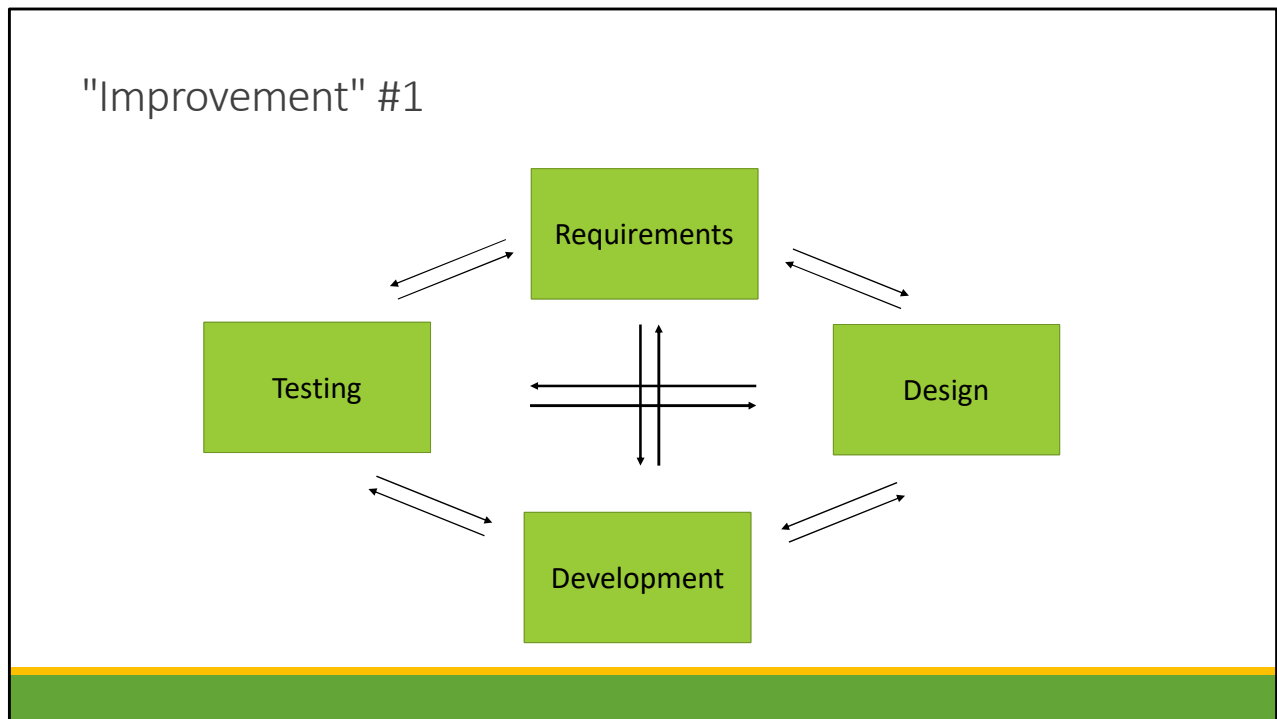 "Improvement" #1
Requirements
Testing
Design
Development